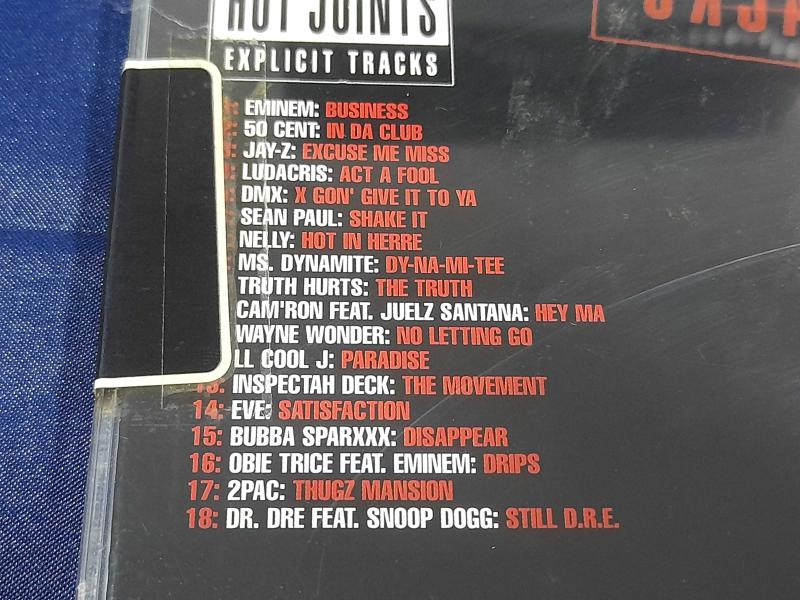 HOT JOINTS
EXPLICIT TRACKS
EMINEM: BUSINESS
50 CENT: IN DA CLUB
JAY-Z: EXCUSE ME MISS
LUDACRIS: ACT A FOOL
DMX: X GON' GIVE IT TO YA
SEAN PAUL: SHAKE IT
NELLY: HOT IN HERRE
MS. DYNAMITE: DY-NA-MI-TEE
TRUTH HURTS: THE TRUTH
CAM'RON FEAT. JUELZ SANTANA: HEY MA
WAYNE WONDER: NO LETTING GO
LL COOL J: PARADISE
13: INSPECTAH DECK: THE MOVEMENT
14: EVE: SATISFACTION
15: BUBBA SPARXXX: DISAPPEAR
16: OBIE TRICE FEAT. EMINEM: DRIPS
17: 2PAC: THUGZ MANSION
18: DR. DRE FEAT. SNOOP DOGG: STILL D.R.E.